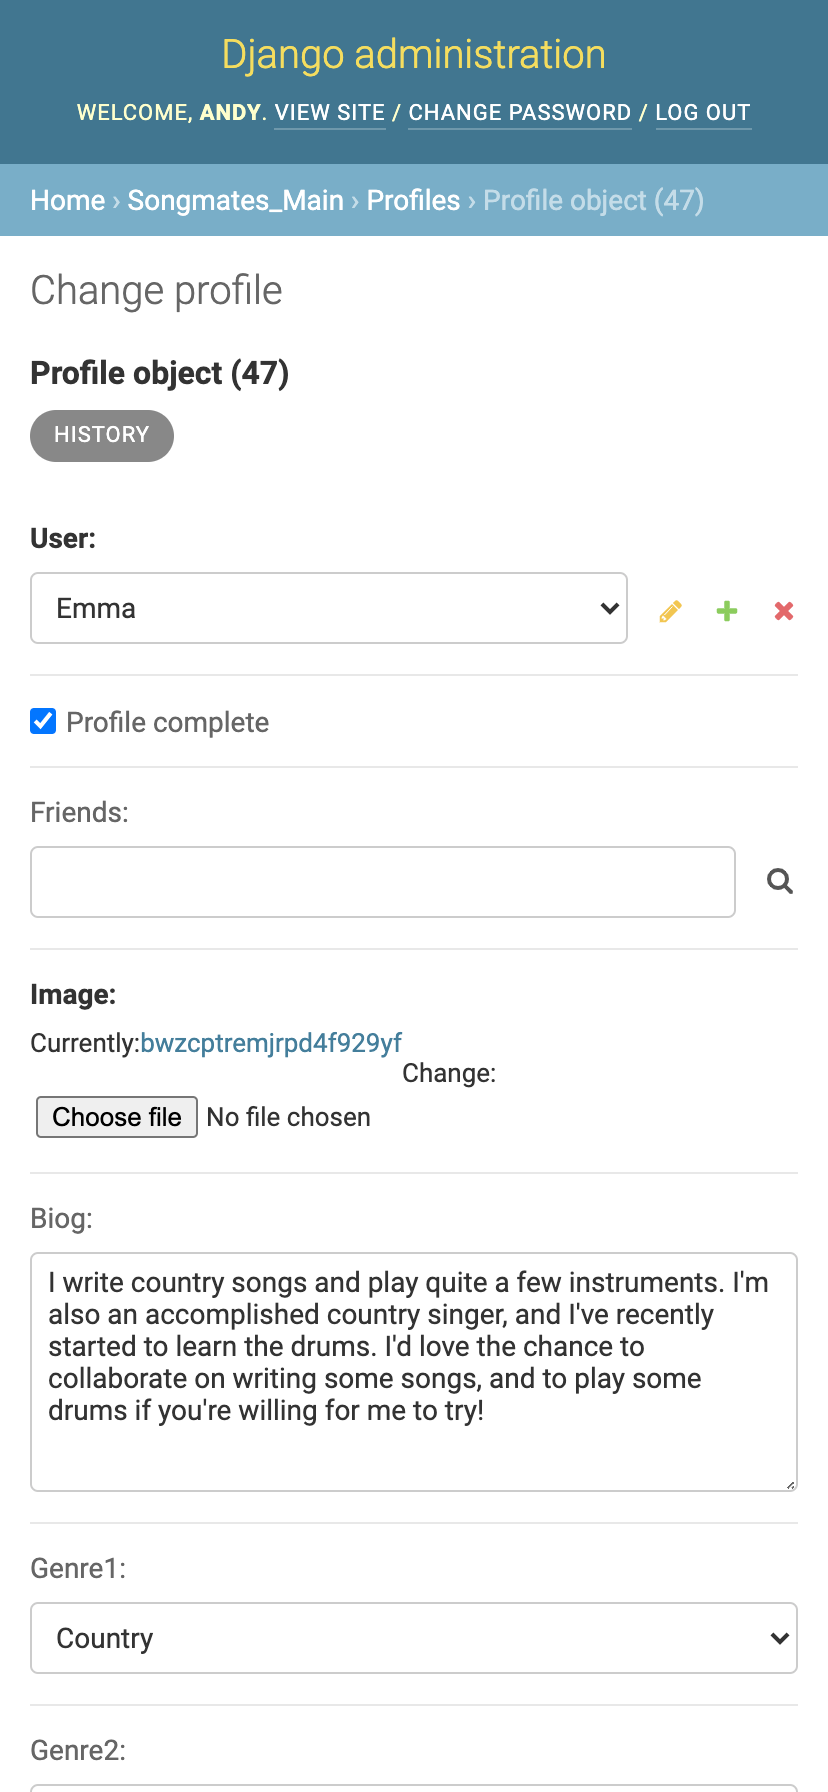 Django administration
WELCOME, ANDY. VIEW SITE / CHANGE PASSWORD / LOG OUT
Home › Songmates_Main › Profiles › Profile object (47)
Change profile
Profile object (47)
HISTORY
User:
Emma
Profile complete
Friends:
Image:
Currently:bwzcptremjrpd4f929yf
Change:
Choose file No file chosen
Biog:
I write country songs and play quite a few instruments. I'm
also an accomplished country singer, and I've recently
started to learn the drums. I'd love the chance to
collaborate on writing some songs, and to play some
drums if you're willing for me to try!
Genre1:
Country
Genre2: